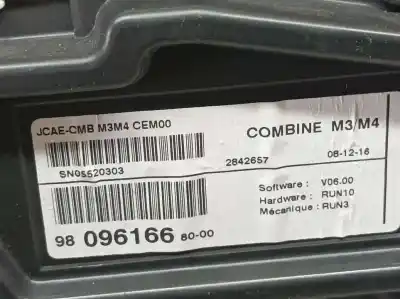 JCAE-CMB M3M4 CEM00
COMBINE M3/M4
SN05520303
2842657
08-12-16
Software : V06.00
Hardware : RUN10
Mécanique : RUN3
98 096166 80-00